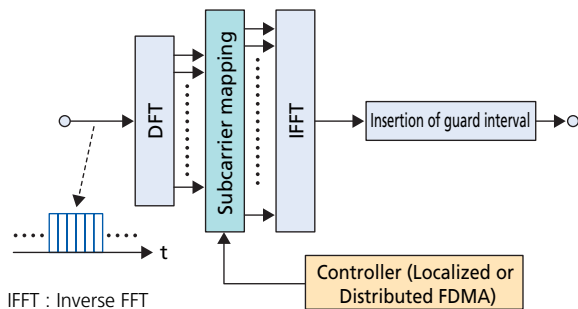 DFT
Subcarrier mapping
IFFT
Insertion of guard interval
t
Controller (Localized or
Distributed FDMA)
IFFT : Inverse FFT